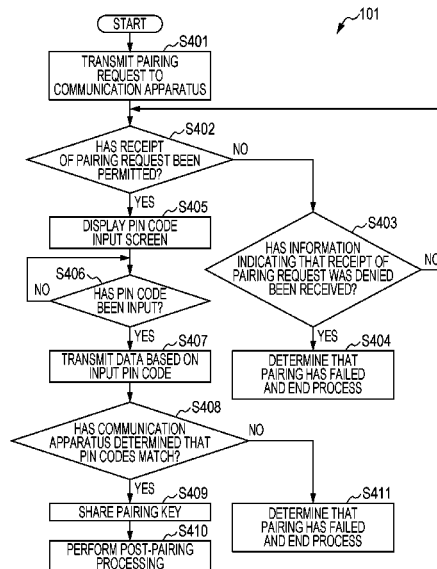 START
101
S401
TRANSMIT PAIRING
REQUEST TO
COMMUNICATION APPARATUS
S402
HAS RECEIPT
OF PAIRING REQUEST BEEN
PERMITTED?
NO
YES
S405
DISPLAY PIN CODE
INPUT SCREEN
S403
HAS INFORMATION
INDICATING THAT RECEIPT OF
PAIRING REQUEST WAS DENIED
BEEN RECEIVED?
NO
YES
S406
HAS PIN CODE
BEEN INPUT?
NO
YES
S404
DETERMINE THAT
PAIRING HAS FAILED
AND END PROCESS
S407
TRANSMIT DATA BASED ON
INPUT PIN CODE
S408
HAS COMMUNICATION
APPARATUS DETERMINED THAT
PIN CODES MATCH?
NO
YES
S409
SHARE PAIRING KEY
S410
PERFORM POST-PAIRING
PROCESSING
S411
DETERMINE THAT
PAIRING HAS FAILED
AND END PROCESS